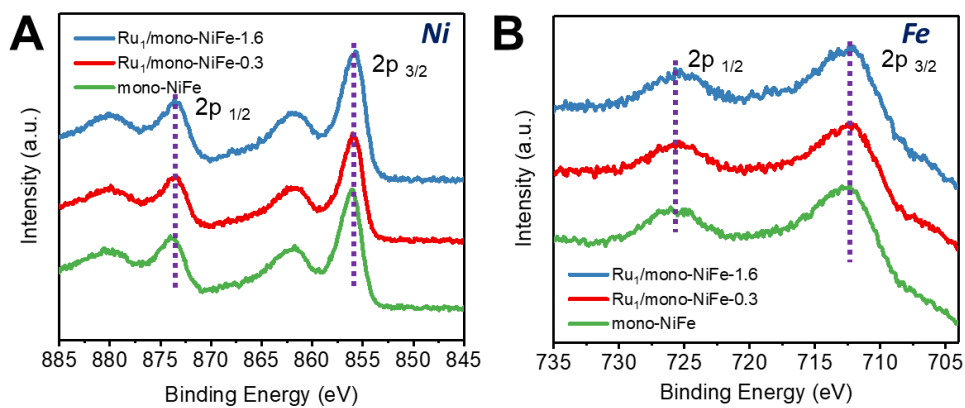 A
Ni
Ru₁/mono-NiFe-1.6
Ru₁/mono-NiFe-0.3
mono-NiFe
2p 3/2
2p 1/2
Intensity (a.u.)
885 880 875 870 865 860 855 850 845
Binding Energy (eV)
B
Fe
2p 1/2
2p 3/2
Intensity (a.u.)
Ru₁/mono-NiFe-1.6
Ru₁/mono-NiFe-0.3
mono-NiFe
735 730 725 720 715 710 705
Binding Energy (eV)